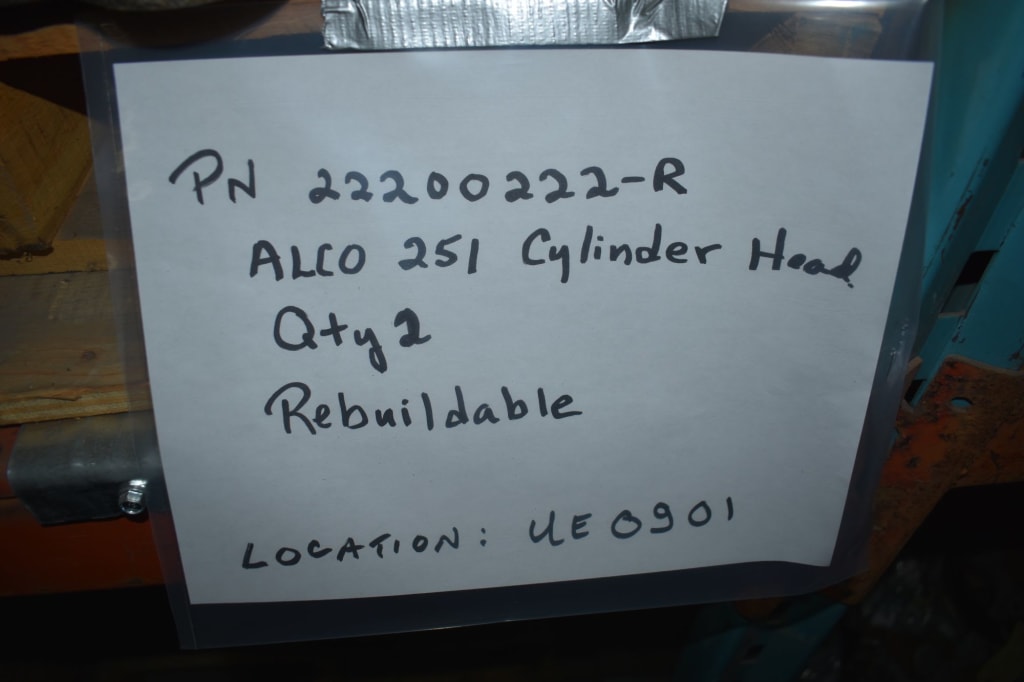 PN 22200222-R
ALCO 251 Cylinder Head
Qty 2
Rebuildable
LOCATION: UE0901